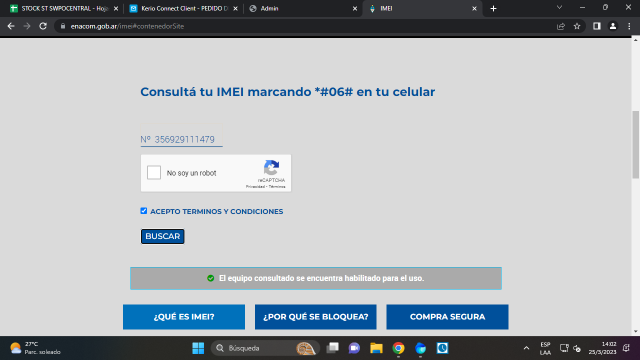 STOCK ST SWPOCENTRAL - Hoja
Kerio Connect Client - PEDIDO D
Admin
IMEI
enacom.gob.ar/imei#contenedorSite
Consultá tu IMEI marcando *#06# en tu celular
Nº 356929111479
No soy un robot
reCAPTCHA
Privacidad - Términos
ACEPTO TERMINOS Y CONDICIONES
BUSCAR
El equipo consultado se encuentra habilitado para el uso.
¿QUÉ ES IMEI?
¿POR QUÉ SE BLOQUEA?
COMPRA SEGURA
27°C
Parc. soleado
Búsqueda
ESP
LAA
14:02
25/3/2023